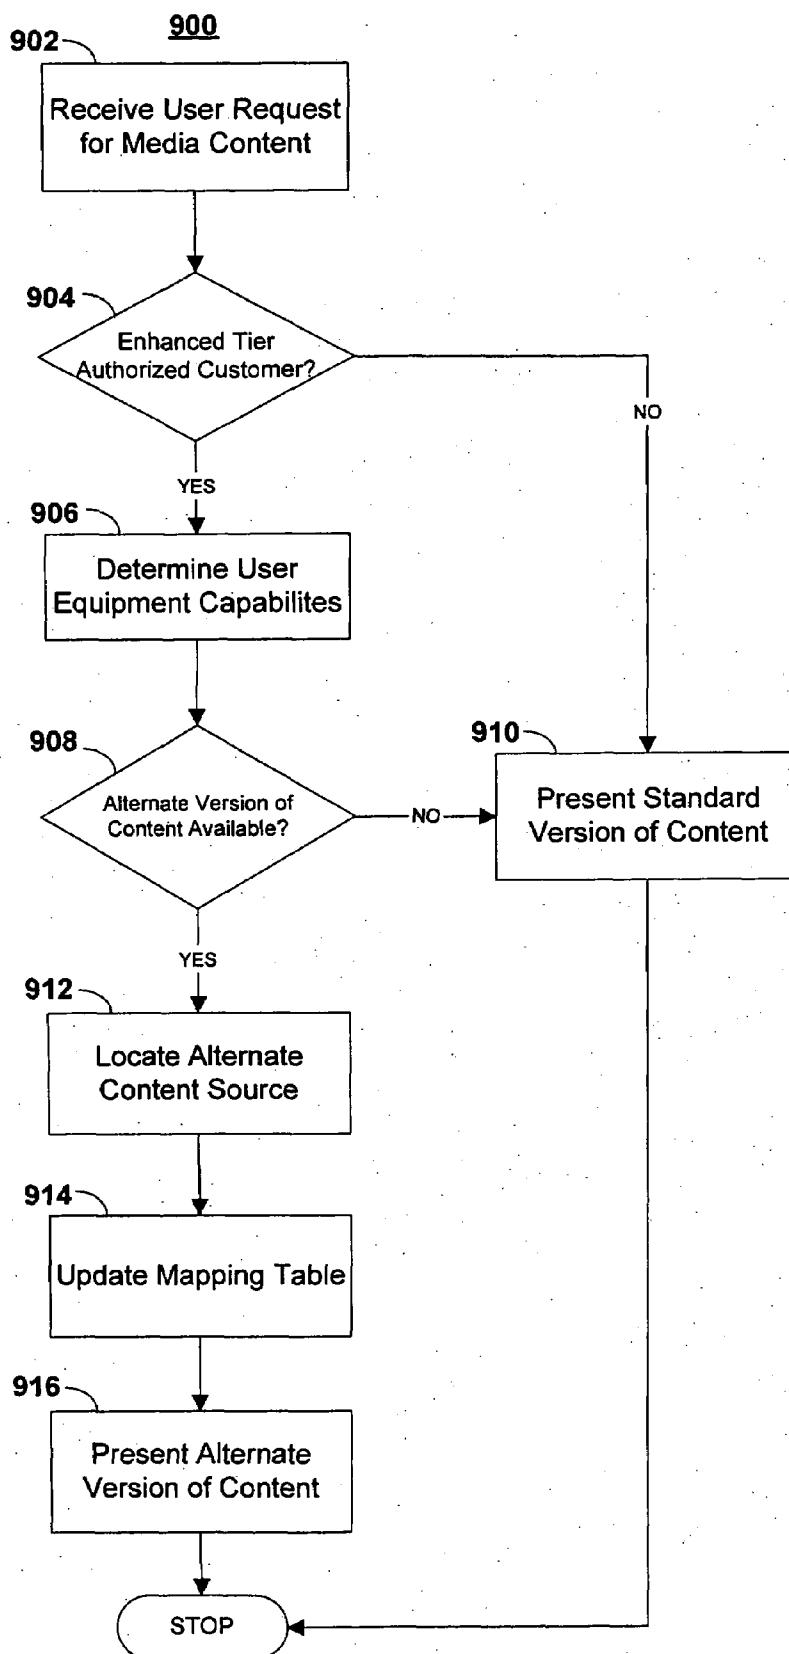 900
902
Receive User Request
for Media Content
904
Enhanced Tier
Authorized Customer?
NO
YES
906
Determine User
Equipment Capabilites
908
Alternate Version of
Content Available?
NO
910
Present Standard
Version of Content
YES
912
Locate Alternate
Content Source
914
Update Mapping Table
916
Present Alternate
Version of Content
STOP